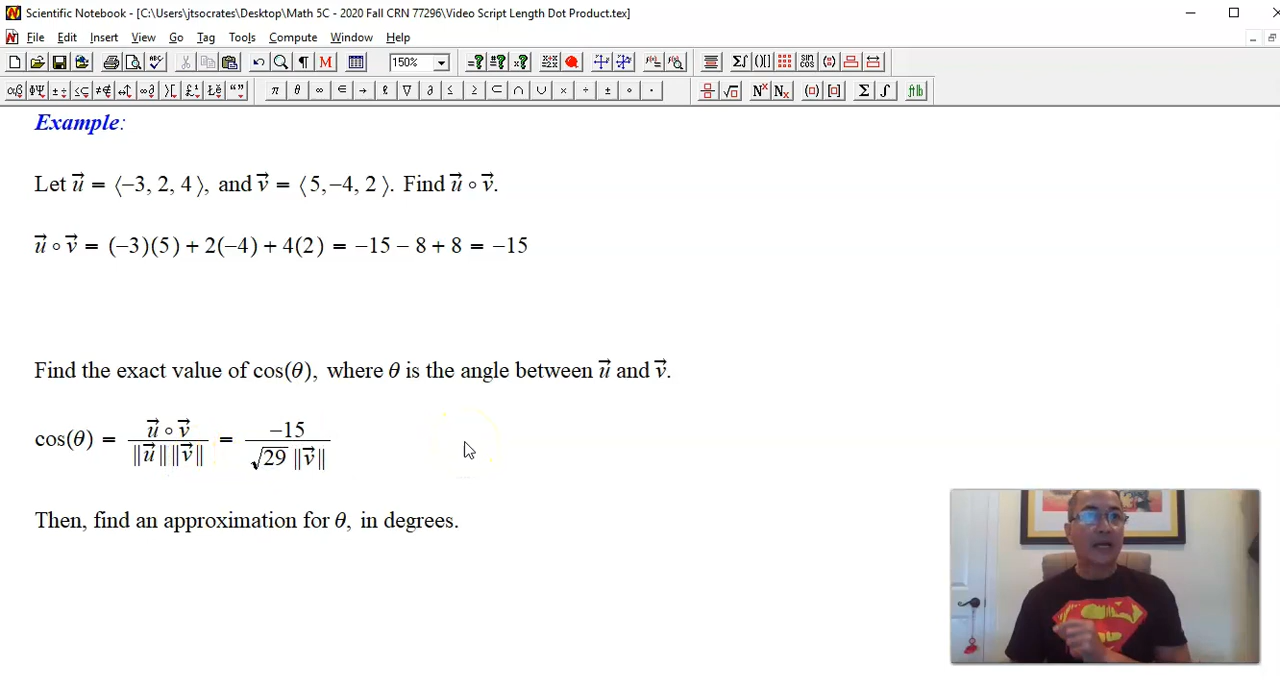 Scientific Notebook - [C:\Users\jtsocrates\Desktop\Math 5C - 2020 Fall CRN 77296\Video Script Length Dot Product.tex]
File Edit Insert View Go Tag Tools Compute Window Help
150%
Example:
Let u⃗ = ⟨−3, 2, 4⟩, and v⃗ = ⟨5, −4, 2⟩. Find u⃗ ∘ v⃗.
u⃗ ∘ v⃗ = (−3)(5) + 2(−4) + 4(2) = −15 − 8 + 8 = −15
Find the exact value of cos(θ), where θ is the angle between u⃗ and v⃗.
cos(θ) = u⃗ ∘ v⃗ / ‖u⃗‖ ‖v⃗‖ = −15 / √29 ‖v⃗‖
Then, find an approximation for θ, in degrees.